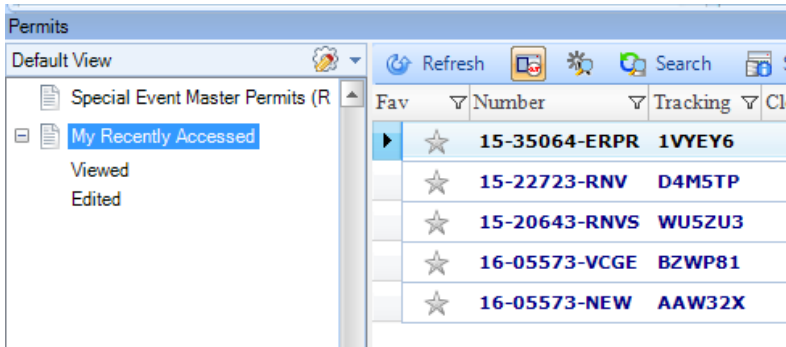 Permits
Default View
Refresh
Search
Special Event Master Permits (R
My Recently Accessed
Viewed
Edited
Fav Number Tracking Cl
15-35064-ERPR 1VYEY6
15-22723-RNV D4M5TP
15-20643-RNVS WU5ZU3
16-05573-VCGE BZWP81
16-05573-NEW AAW32X